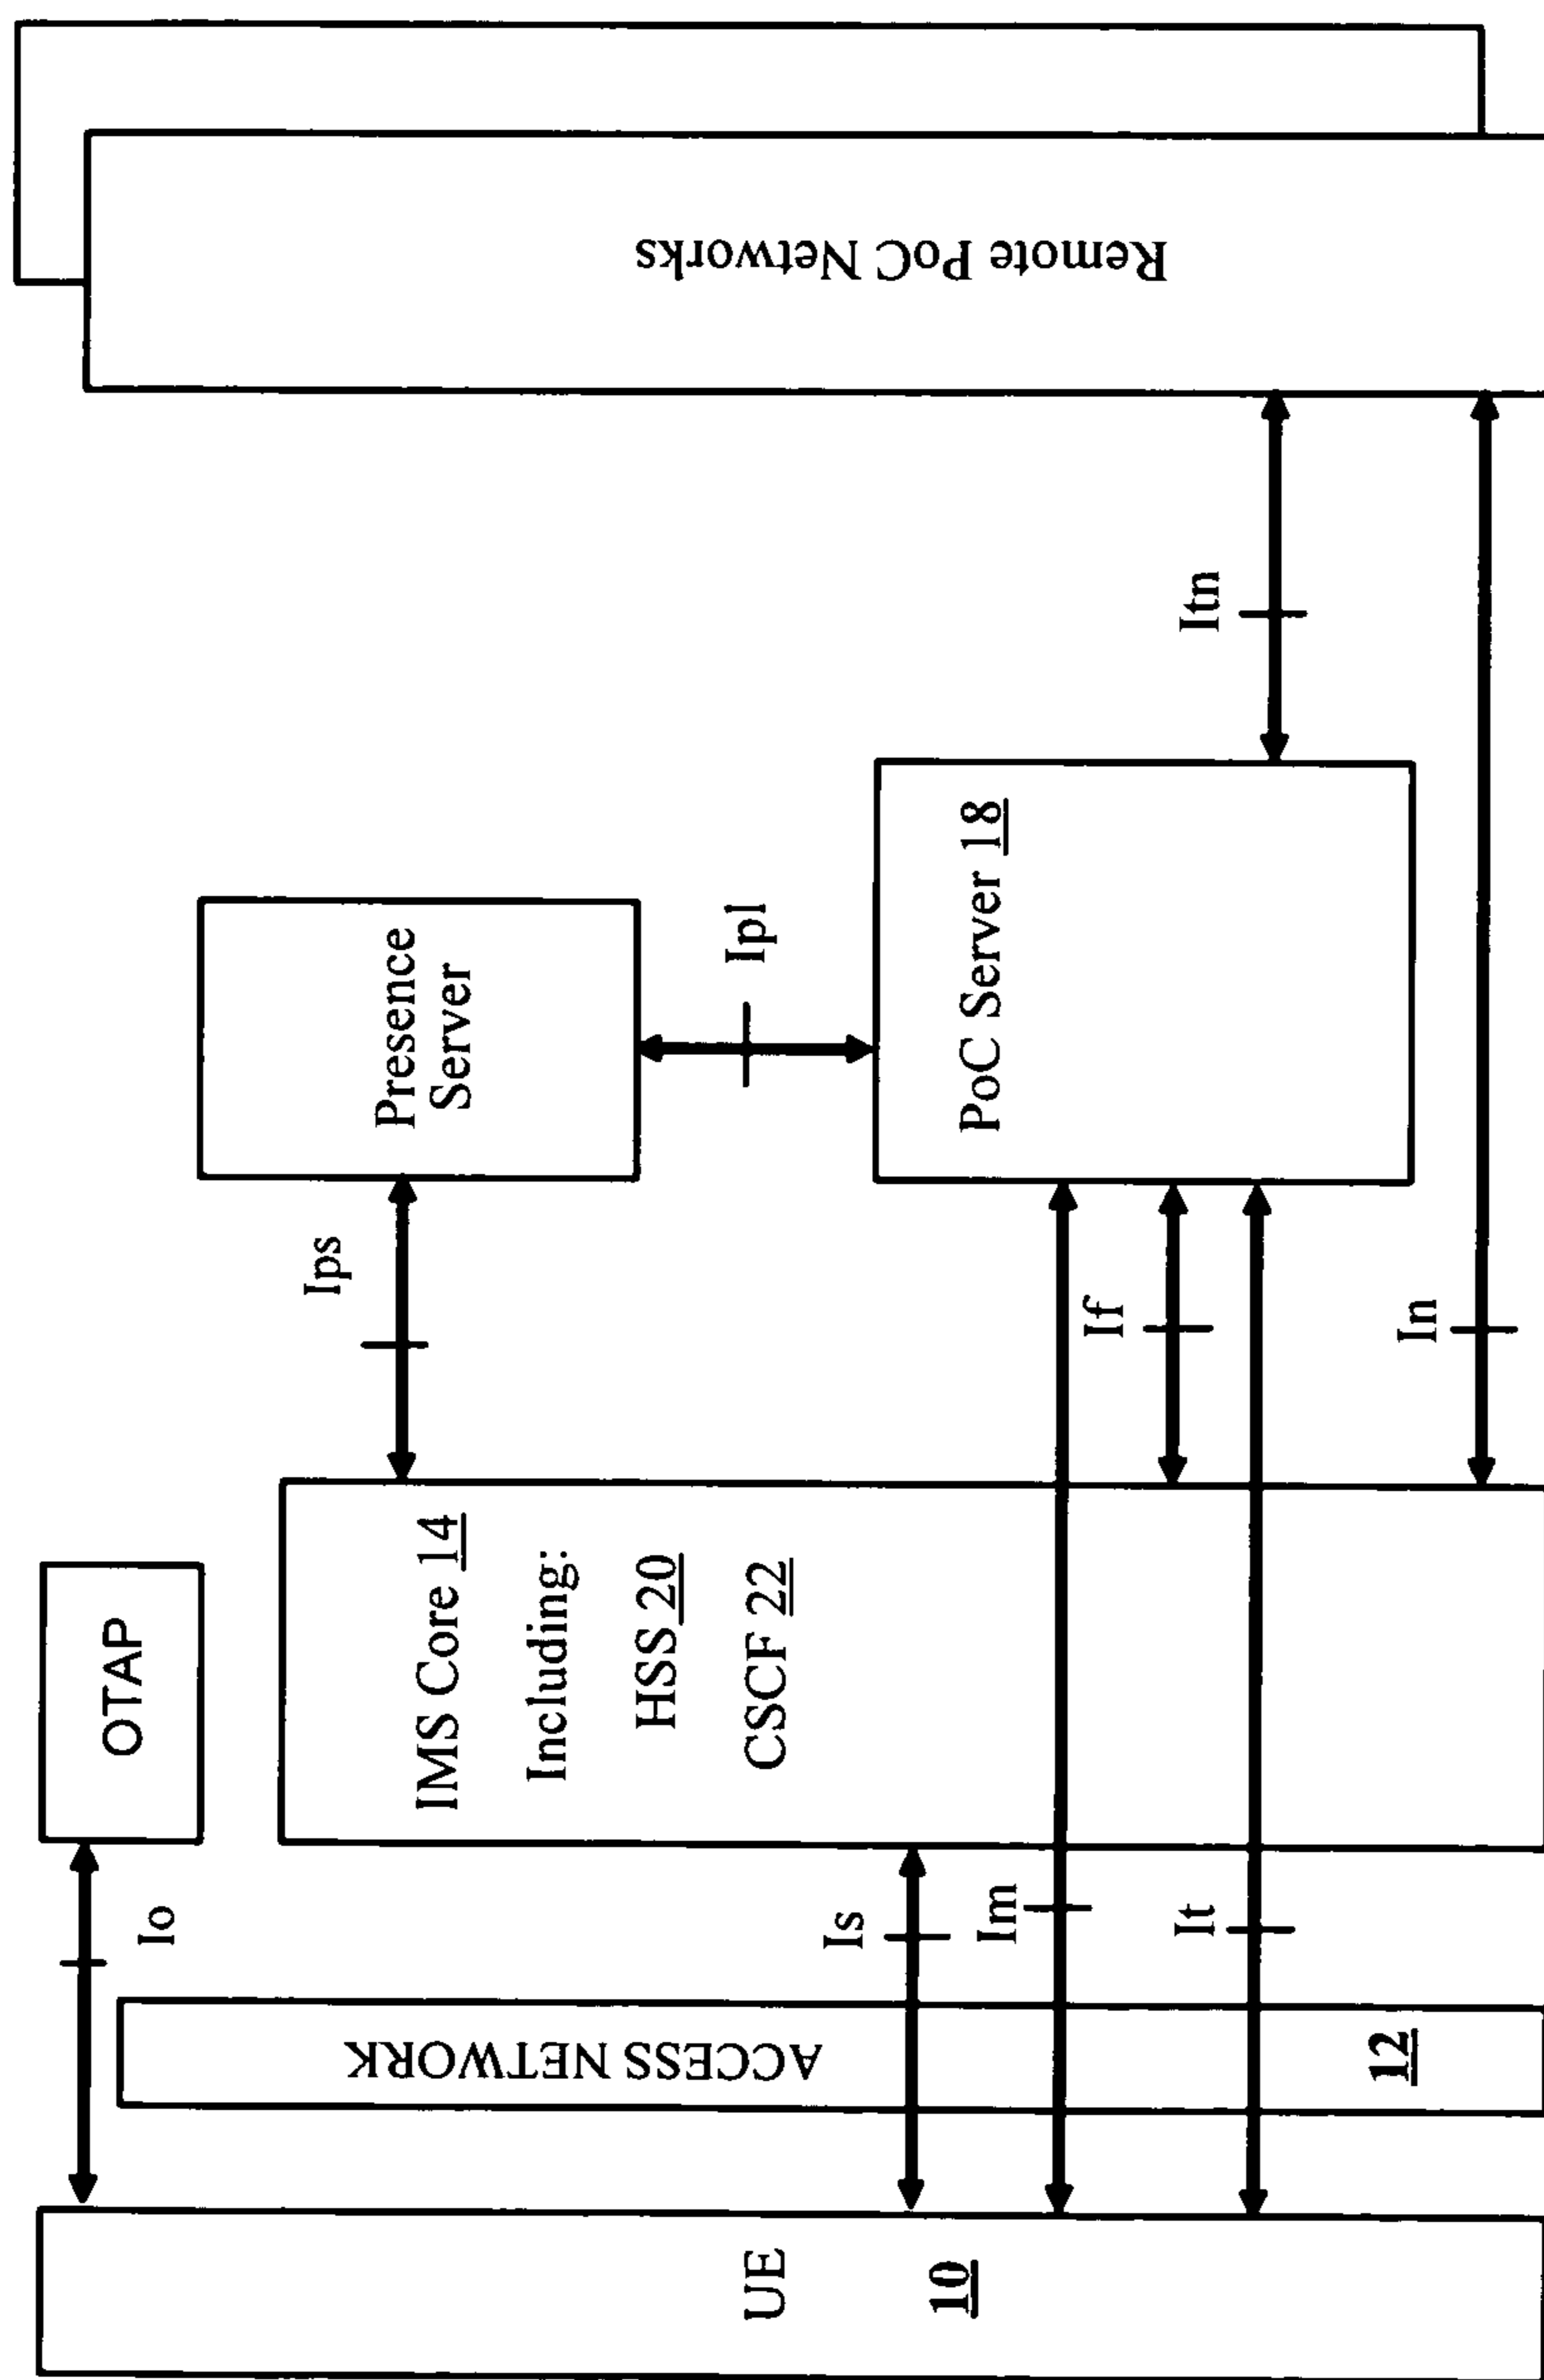 UE
10
ACCESS NETWORK
12
Io
Is
Im
It
OTAP
IMS Core 14
Including:
HSS 20
CSCF 22
Ips
If
In
Presence
Server
Ipl
PoC Server 18
Itn
Remote PoC Networks